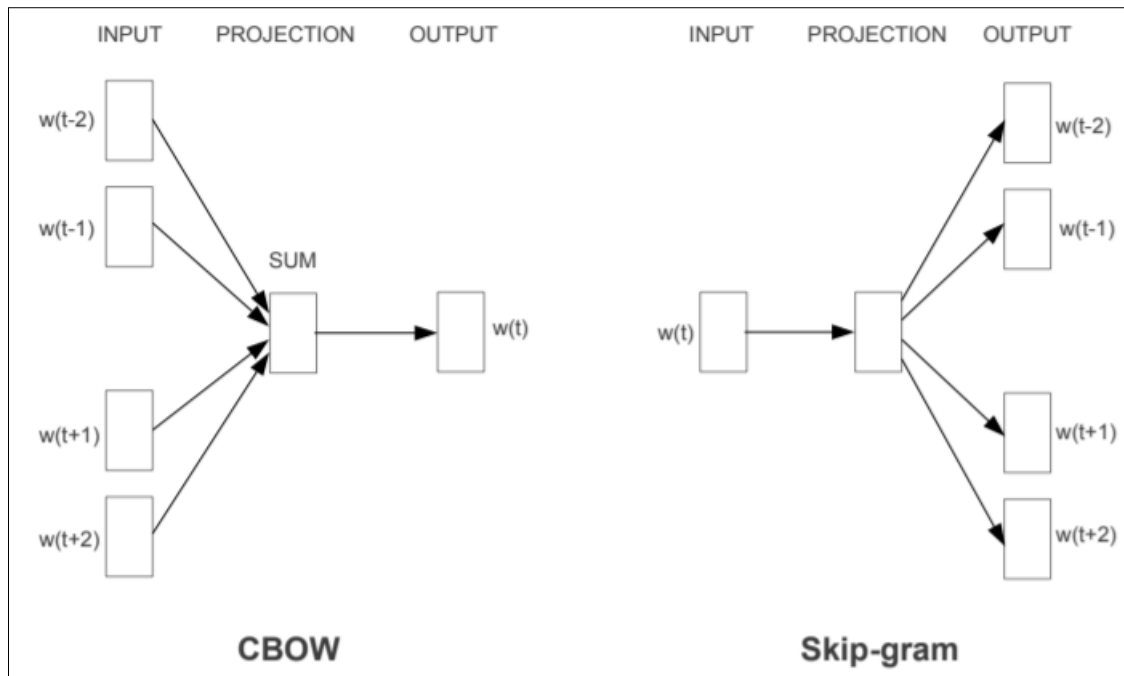 INPUT PROJECTION OUTPUT
w(t-2)
w(t-1)
SUM
w(t)
w(t+1)
w(t+2)
CBOW
INPUT PROJECTION OUTPUT
w(t-2)
w(t-1)
w(t)
w(t+1)
w(t+2)
Skip-gram